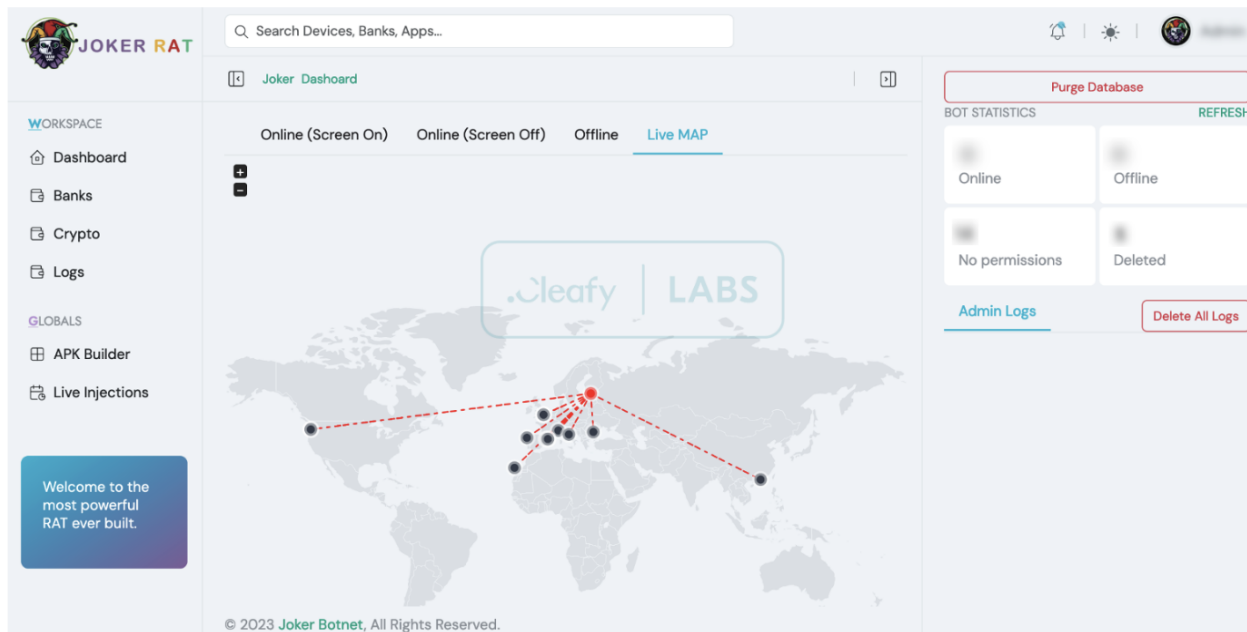 JOKER RAT
Search Devices, Banks, Apps...
Joker Dashoard
Purge Database
WORKSPACE
Dashboard
Banks
Crypto
Logs
GLOBALS
APK Builder
Live Injections
Welcome to the
most powerful
RAT ever built.
Online (Screen On) Online (Screen Off) Offline Live MAP
.Cleafy LABS
BOT STATISTICS REFRESH
Online Offline
No permissions Deleted
Admin Logs Delete All Logs
© 2023 Joker Botnet, All Rights Reserved.